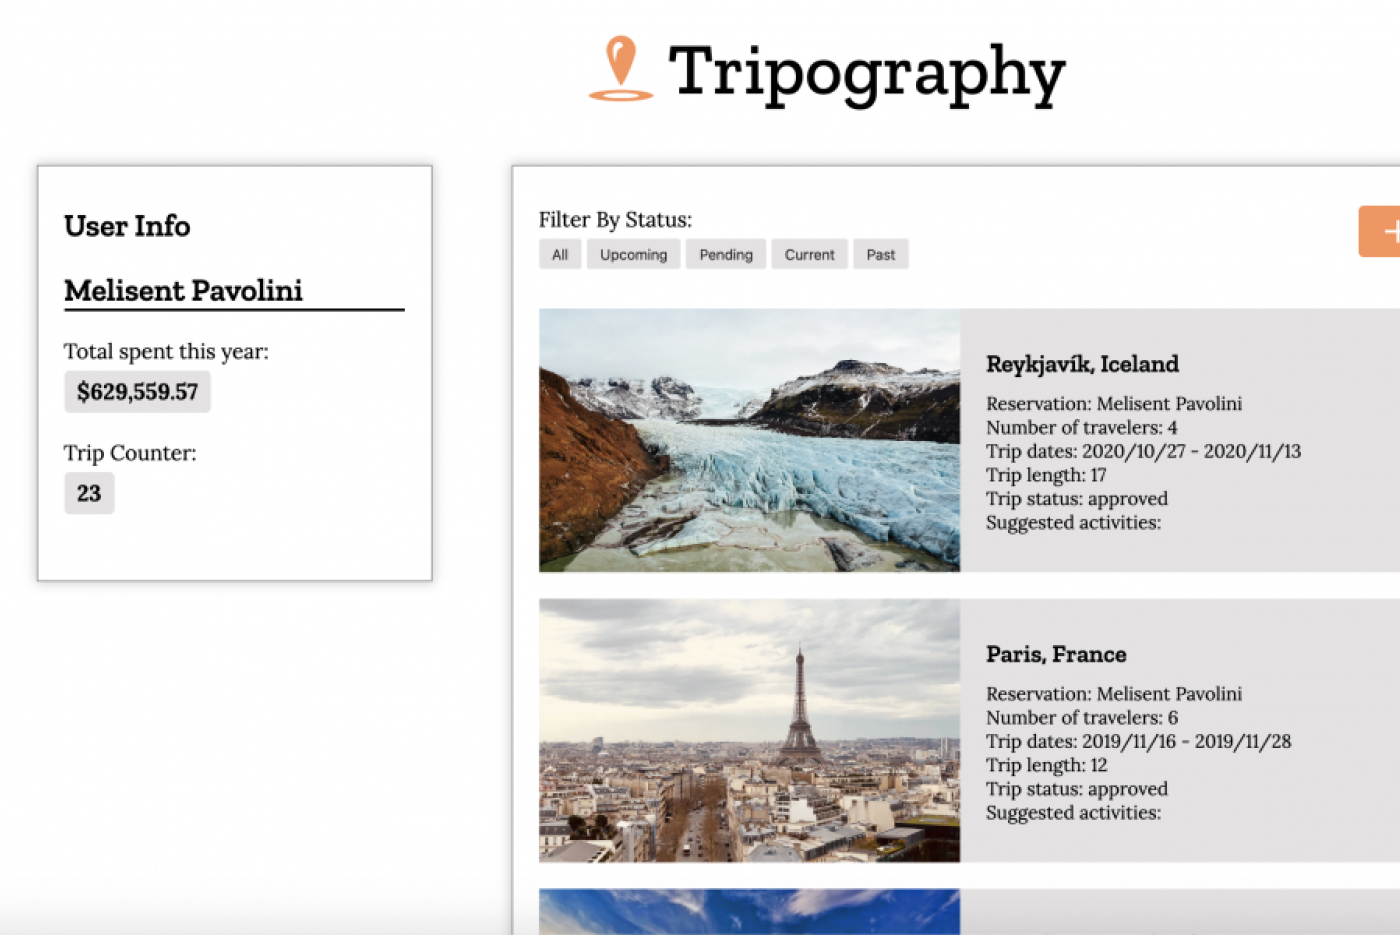 Tripography
User Info
Melisent Pavolini
Total spent this year:
$629,559.57
Trip Counter:
23
Filter By Status:
All Upcoming Pending Current Past
+
Reykjavík, Iceland
Reservation: Melisent Pavolini
Number of travelers: 4
Trip dates: 2020/10/27 - 2020/11/13
Trip length: 17
Trip status: approved
Suggested activities:
Paris, France
Reservation: Melisent Pavolini
Number of travelers: 6
Trip dates: 2019/11/16 - 2019/11/28
Trip length: 12
Trip status: approved
Suggested activities: